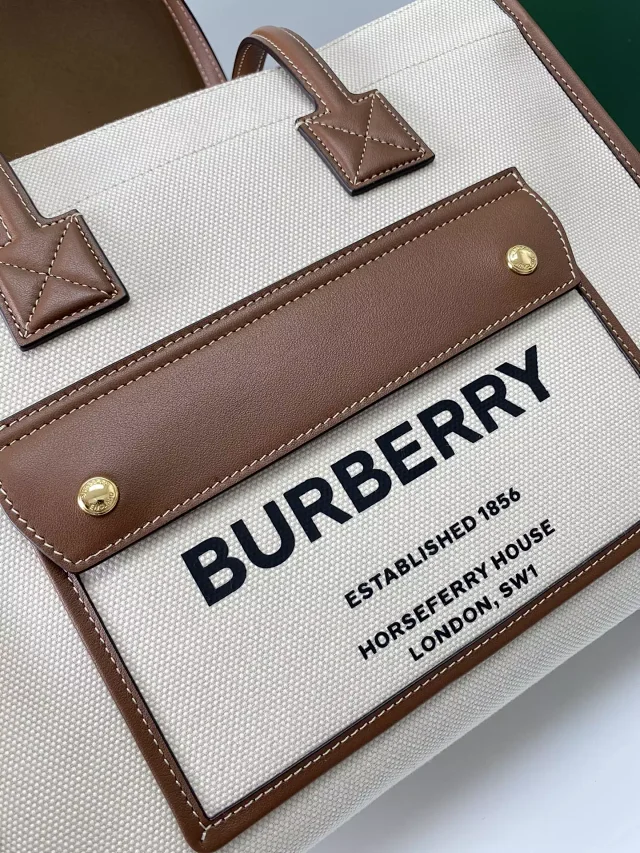 BURBERRY
ESTABLISHED 1856
HORSEFERRY HOUSE
LONDON, SW1